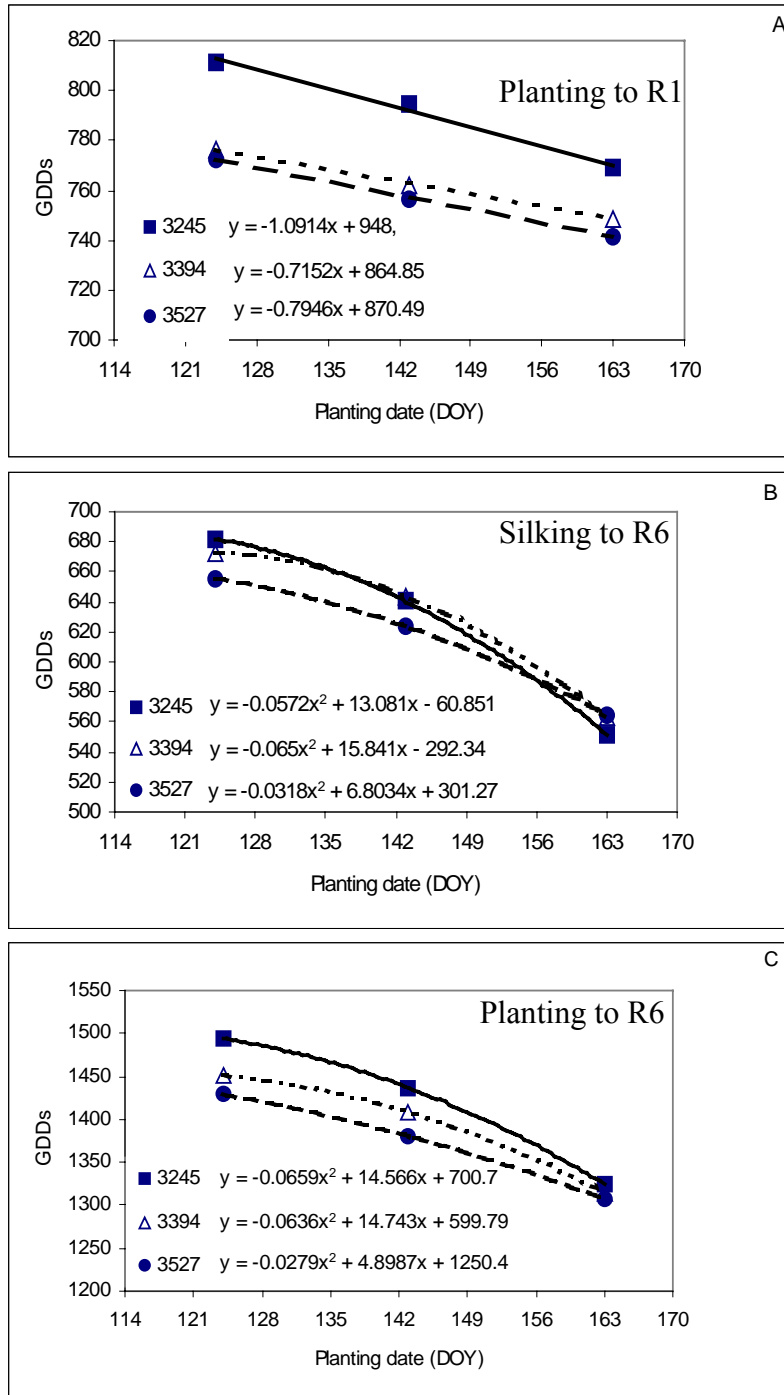 A
820
800
780
760
740
720
700
GDDs
Planting to R1
3245 y = -1.0914x + 948,
3394 y = -0.7152x + 864.85
3527 y = -0.7946x + 870.49
114 121 128 135 142 149 156 163 170
Planting date (DOY)
B
700
680
660
640
620
600
580
560
540
520
500
GDDs
Silking to R6
3245 y = -0.0572x² + 13.081x - 60.851
3394 y = -0.065x² + 15.841x - 292.34
3527 y = -0.0318x² + 6.8034x + 301.27
114 121 128 135 142 149 156 163 170
Planting date (DOY)
C
1550
1500
1450
1400
1350
1300
1250
1200
GDDs
Planting to R6
3245 y = -0.0659x² + 14.566x + 700.7
3394 y = -0.0636x² + 14.743x + 599.79
3527 y = -0.0279x² + 4.8987x + 1250.4
114 121 128 135 142 149 156 163 170
Planting date (DOY)